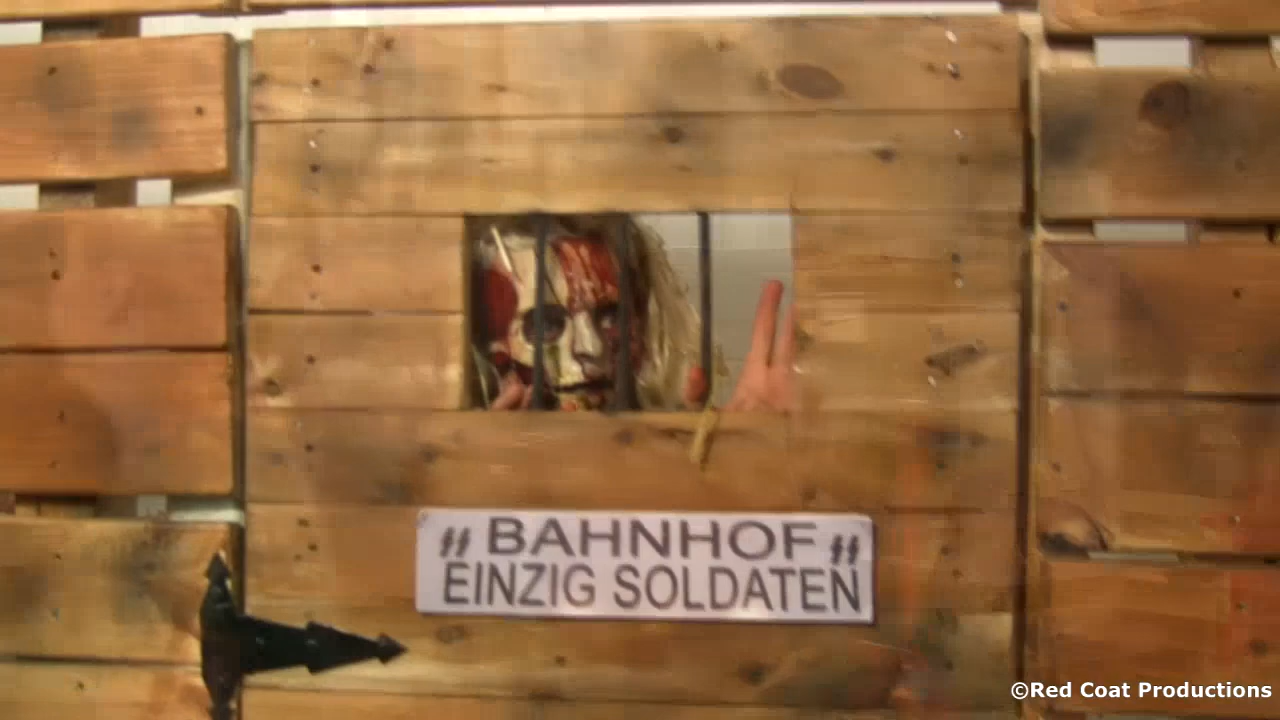 ⚡⚡ BAHNHOF ⚡⚡
EINZIG SOLDATEN
©Red Coat Productions